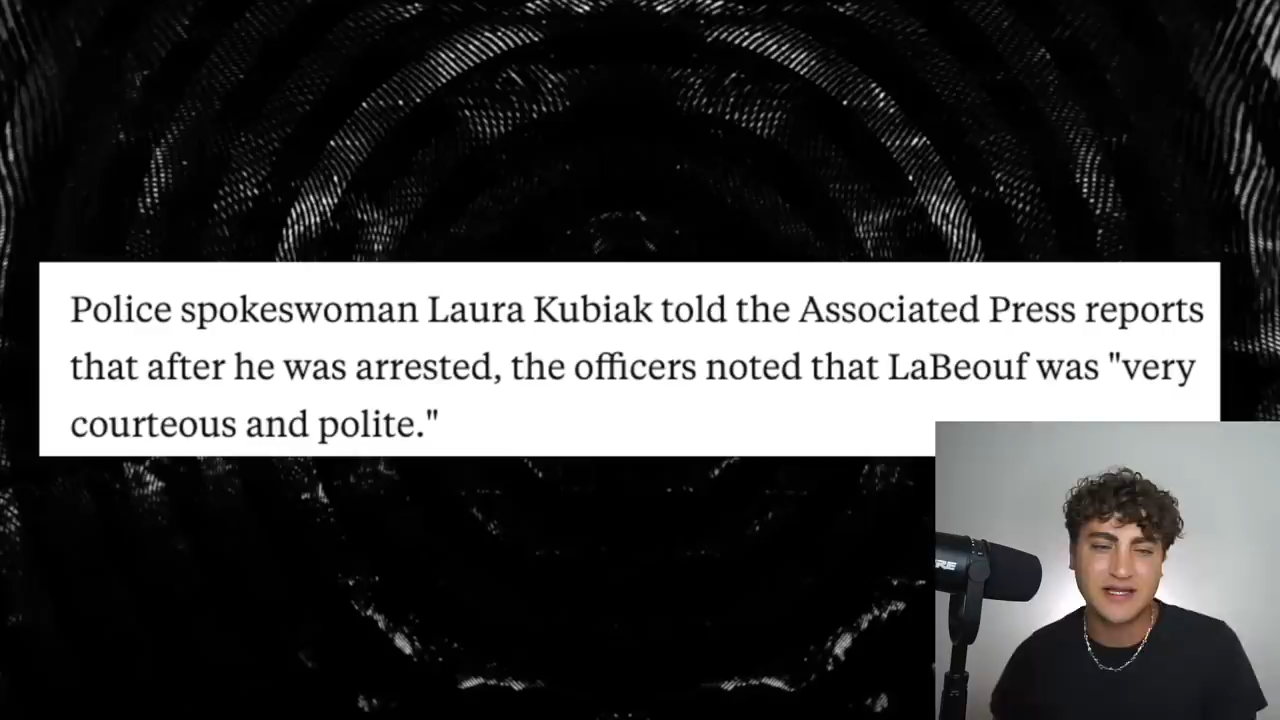 Police spokeswoman Laura Kubiak told the Associated Press reports
that after he was arrested, the officers noted that LaBeouf was "very
courteous and polite."
RE